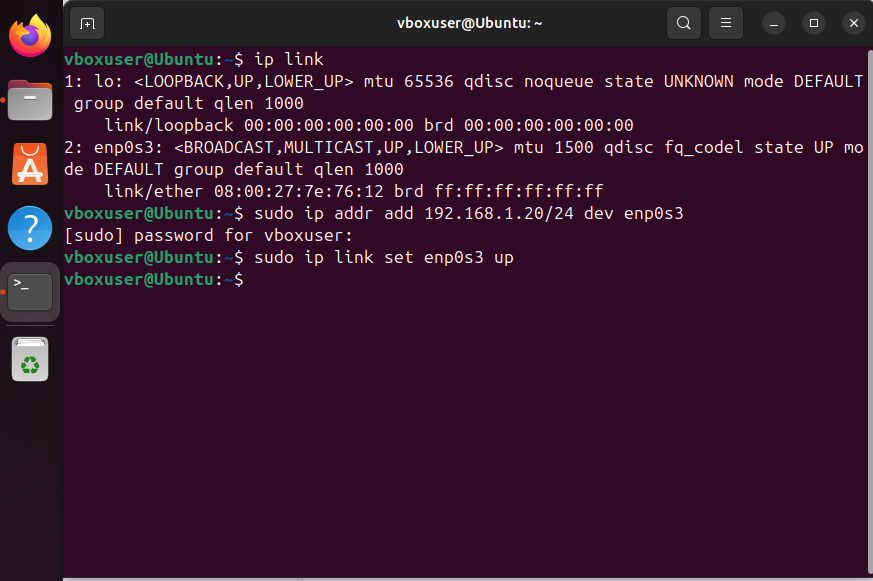 vboxuser@Ubuntu: ~
vboxuser@Ubuntu:~$ ip link
1: lo: <LOOPBACK,UP,LOWER_UP> mtu 65536 qdisc noqueue state UNKNOWN mode DEFAULT
 group default qlen 1000
    link/loopback 00:00:00:00:00:00 brd 00:00:00:00:00:00
2: enp0s3: <BROADCAST,MULTICAST,UP,LOWER_UP> mtu 1500 qdisc fq_codel state UP mo
de DEFAULT group default qlen 1000
    link/ether 08:00:27:7e:76:12 brd ff:ff:ff:ff:ff:ff
vboxuser@Ubuntu:~$ sudo ip addr add 192.168.1.20/24 dev enp0s3
[sudo] password for vboxuser:
vboxuser@Ubuntu:~$ sudo ip link set enp0s3 up
vboxuser@Ubuntu:~$